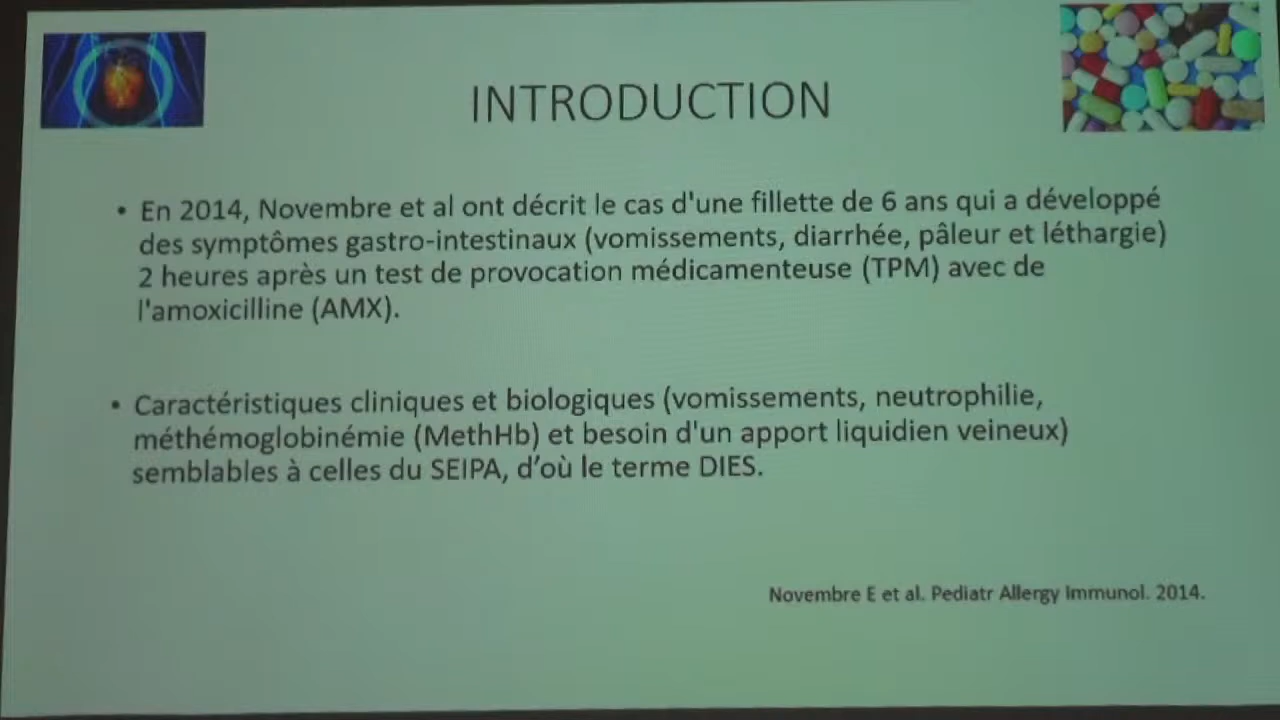 INTRODUCTION
• En 2014, Novembre et al ont décrit le cas d'une fillette de 6 ans qui a développé
des symptômes gastro-intestinaux (vomissements, diarrhée, pâleur et léthargie)
2 heures après un test de provocation médicamenteuse (TPM) avec de
l'amoxicilline (AMX).
• Caractéristiques cliniques et biologiques (vomissements, neutrophilie,
méthémoglobinémie (MethHb) et besoin d'un apport liquidien veineux)
semblables à celles du SEIPA, d’où le terme DIES.
Novembre E et al. Pediatr Allergy Immunol. 2014.